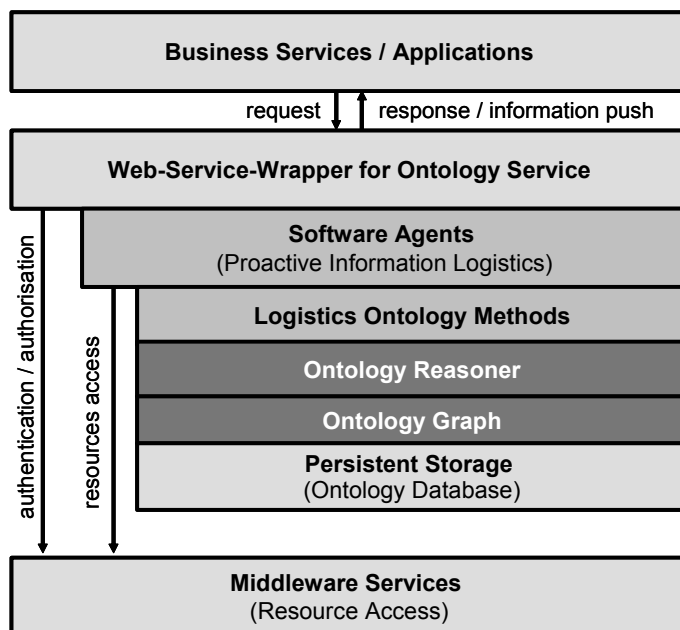 Business Services / Applications
request
response / information push
Web-Service-Wrapper for Ontology Service
Software Agents
(Proactive Information Logistics)
Logistics Ontology Methods
Ontology Reasoner
Ontology Graph
Persistent Storage
(Ontology Database)
authentication / authorisation
resources access
Middleware Services
(Resource Access)